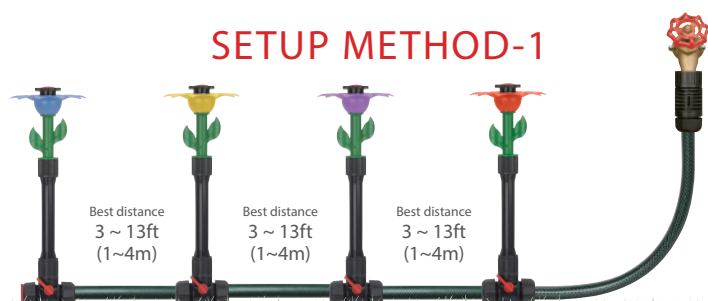 SETUP METHOD-1
Best distance
3 ~ 13ft
(1~4m)
Best distance
3 ~ 13ft
(1~4m)
Best distance
3 ~ 13ft
(1~4m)